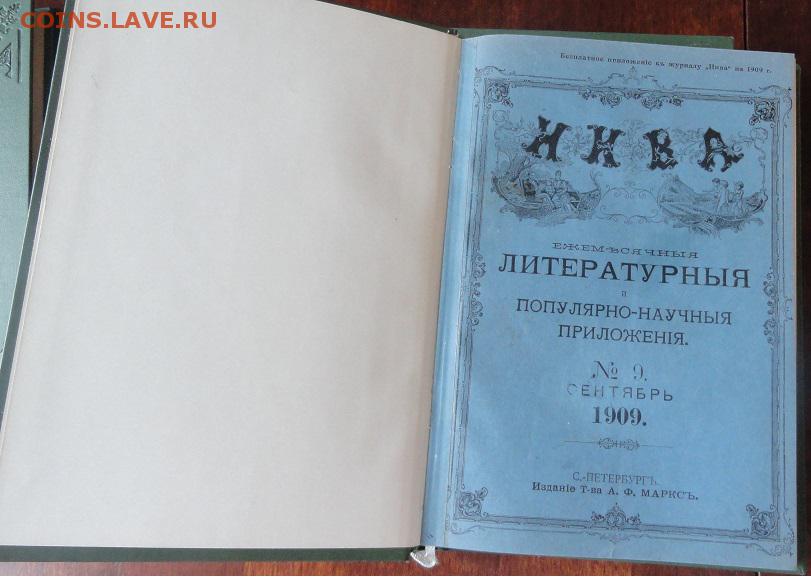 COINS.LAVE.RU
Безплатное приложеніе къ журналу „Нива“ на 1909 г.
НИВА
ЕЖЕМѢСЯЧНЫЯ
ЛИТЕРАТУРНЫЯ
и
ПОПУЛЯРНО-НАУЧНЫЯ
ПРИЛОЖЕНІЯ.
№ 9.
СЕНТЯБРЬ
1909.
С.-ПЕТЕРБУРГЪ.
Изданіе Т-ва А. Ф. МАРКСЪ.